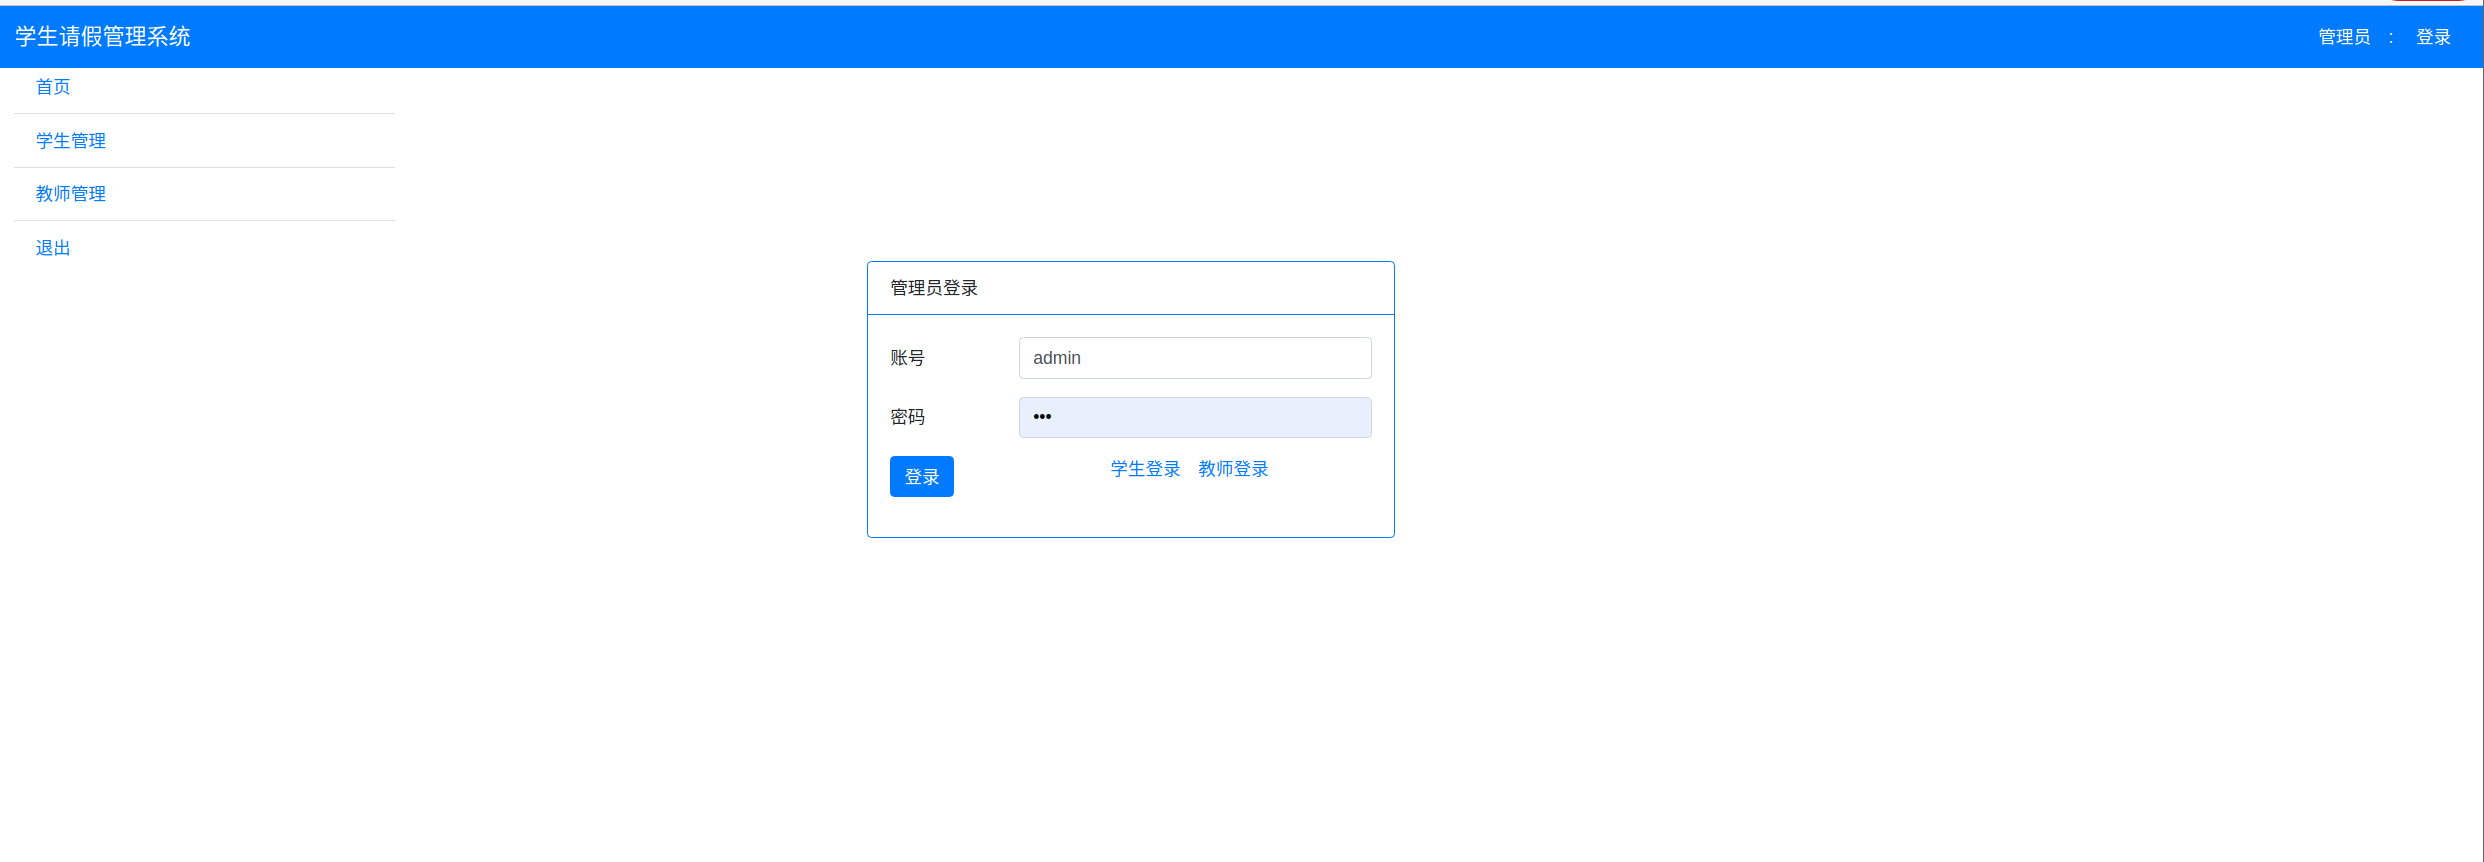 学生请假管理系统
管理员 : 登录
首页
学生管理
教师管理
退出
管理员登录
账号 admin
密码 •••
登录 学生登录 教师登录